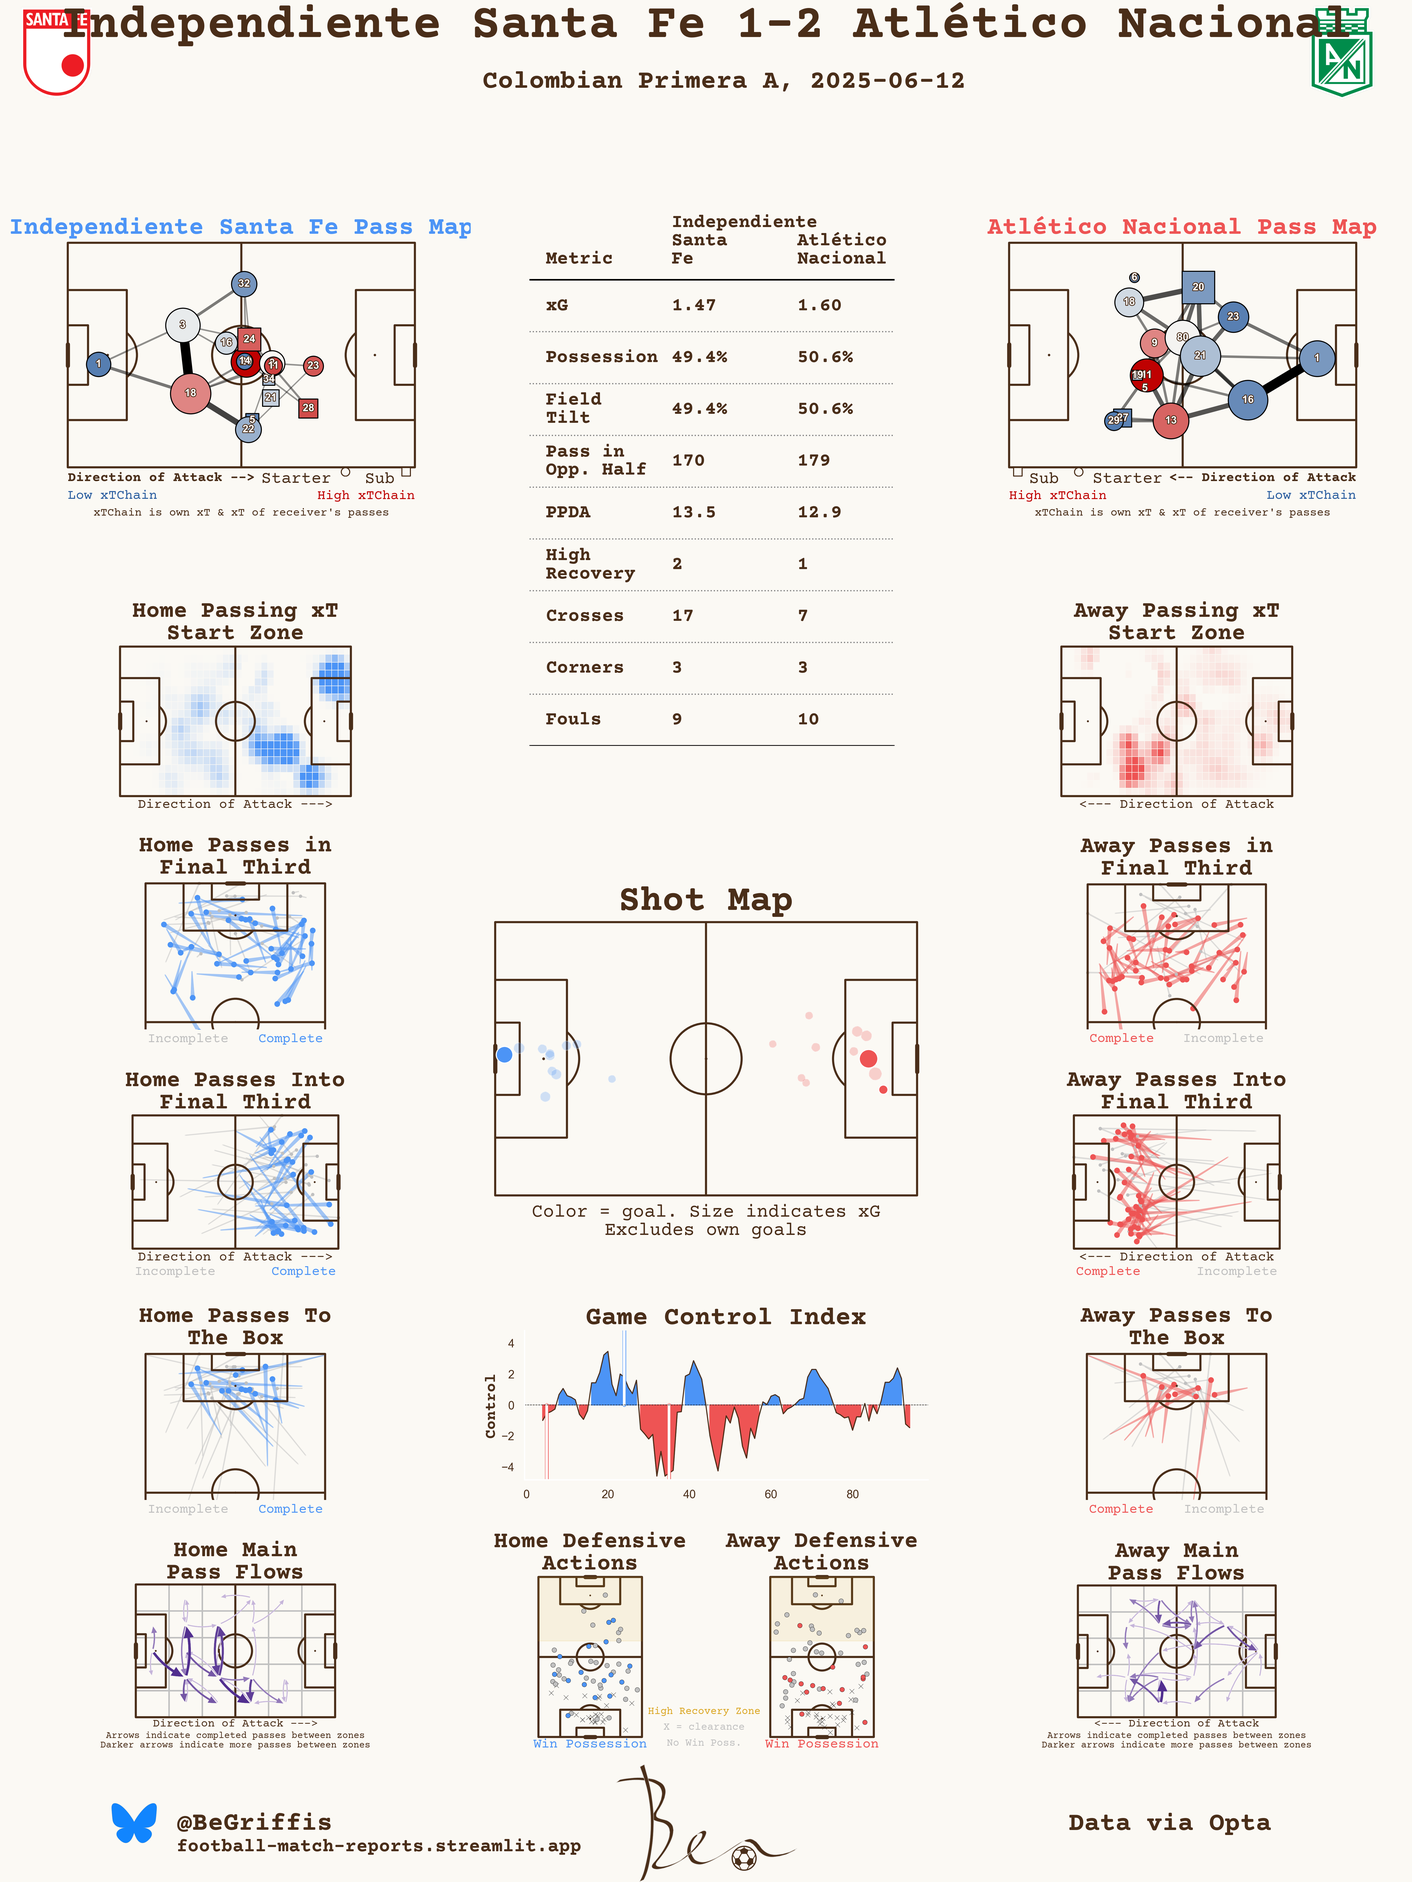 SANTA FE
Independiente Santa Fe 1-2 Atlético Nacional
AN
Colombian Primera A, 2025-06-12
Independiente Santa Fe Pass Map
32
3
16
24
1
14
11
23
34
18
21
28
5
22
Direction of Attack --> Starter Sub
Low xTChain High xTChain
xTChain is own xT & xT of receiver's passes
Metric Independiente Santa Fe Atlético Nacional
xG 1.47 1.60
Possession 49.4% 50.6%
Field Tilt 49.4% 50.6%
Pass in Opp. Half 170 179
PPDA 13.5 12.9
High Recovery 2 1
Crosses 17 7
Corners 3 3
Fouls 9 10
Atlético Nacional Pass Map
6
20
18
23
80
9
21
1
19
11
5
16
29
27
13
Sub Starter <-- Direction of Attack
High xTChain Low xTChain
xTChain is own xT & xT of receiver's passes
Home Passing xT
Start Zone
Direction of Attack --->
Away Passing xT
Start Zone
<--- Direction of Attack
Home Passes in
Final Third
Incomplete Complete
Away Passes in
Final Third
Complete Incomplete
Shot Map
Color = goal. Size indicates xG
Excludes own goals
Home Passes Into
Final Third
Direction of Attack --->
Incomplete Complete
Away Passes Into
Final Third
<--- Direction of Attack
Complete Incomplete
Home Passes To
The Box
Incomplete Complete
Game Control Index
Control
4
2
0
−2
−4
0 20 40 60 80
Away Passes To
The Box
Complete Incomplete
Home Main
Pass Flows
Direction of Attack --->
Arrows indicate completed passes between zones
Darker arrows indicate more passes between zones
Home Defensive
Actions
Win Possession
Away Defensive
Actions
Win Possession
High Recovery Zone
X = clearance
No Win Poss.
Away Main
Pass Flows
<--- Direction of Attack
Arrows indicate completed passes between zones
Darker arrows indicate more passes between zones
@BeGriffis
football-match-reports.streamlit.app
Ben
Data via Opta